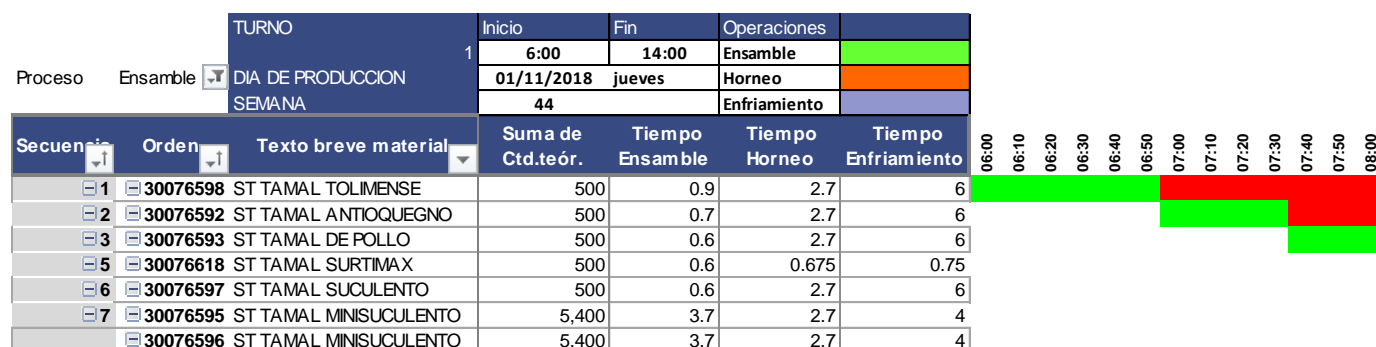 TURNO Inicio Fin Operaciones
1 6:00 14:00 Ensamble
Proceso Ensamble DIA DE PRODUCCION 01/11/2018 jueves Horneo
SEMANA 44 Enfriamiento
Secuencia Orden Texto breve material Suma de Ctd.teór. Tiempo Ensamble Tiempo Horneo Tiempo Enfriamiento 06:00 06:10 06:20 06:30 06:40 06:50 07:00 07:10 07:20 07:30 07:40 07:50 08:00
1 30076598 ST TAMAL TOLIMENSE 500 0.9 2.7 6
2 30076592 ST TAMAL ANTIOQUEGNO 500 0.7 2.7 6
3 30076593 ST TAMAL DE POLLO 500 0.6 2.7 6
5 30076618 ST TAMAL SURTIMAX 500 0.6 0.675 0.75
6 30076597 ST TAMAL SUCULENTO 500 0.6 2.7 6
7 30076595 ST TAMAL MINISUCULENTO 5,400 3.7 2.7 4
30076596 ST TAMAL MINISUCULENTO 5,400 3.7 2.7 4